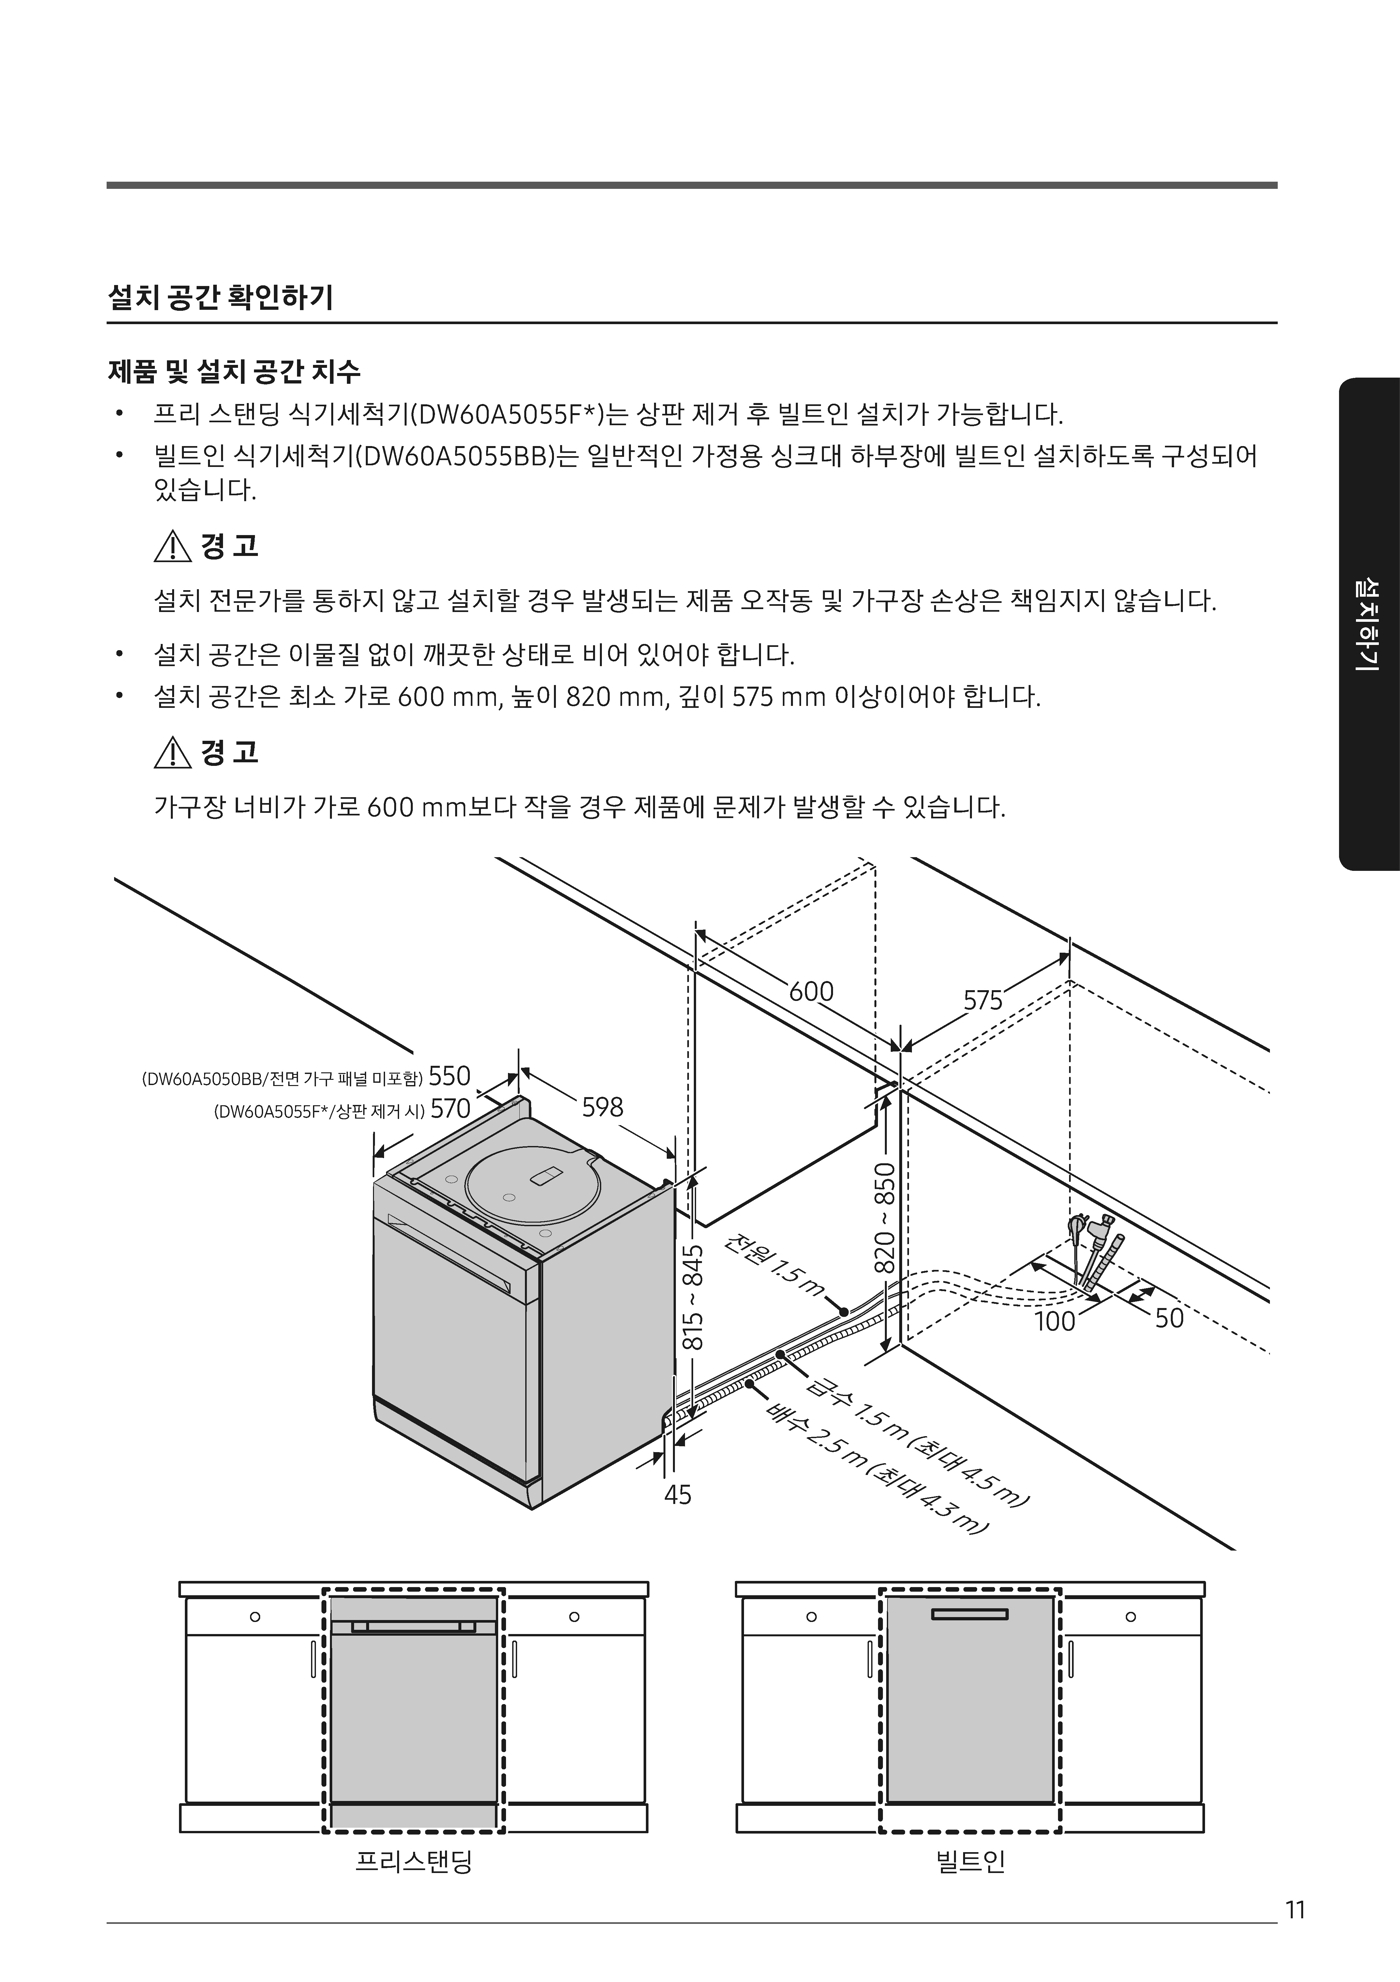 설치 공간 확인하기
제품 및 설치 공간 치수
• 프리 스탠딩 식기세척기(DW60A5055F*)는 상판 제거 후 빌트인 설치가 가능합니다.
• 빌트인 식기세척기(DW60A5055BB)는 일반적인 가정용 싱크대 하부장에 빌트인 설치하도록 구성되어
있습니다.
경고
설치 전문가를 통하지 않고 설치할 경우 발생되는 제품 오작동 및 가구장 손상은 책임지지 않습니다.
• 설치 공간은 이물질 없이 깨끗한 상태로 비어 있어야 합니다.
• 설치 공간은 최소 가로 600 mm, 높이 820 mm, 깊이 575 mm 이상이어야 합니다.
경고
가구장 너비가 가로 600 mm보다 작을 경우 제품에 문제가 발생할 수 있습니다.
설치하기
600
575
(DW60A5050BB/전면 가구 패널 미포함) 550
(DW60A5055F*/상판 제거 시) 570
598
820 ~ 850
815 ~ 845
전원 1.5 m
100
50
급수 1.5 m (최대 4.5 m)
배수 2.5 m (최대 4.3 m)
45
프리스탠딩
빌트인
11